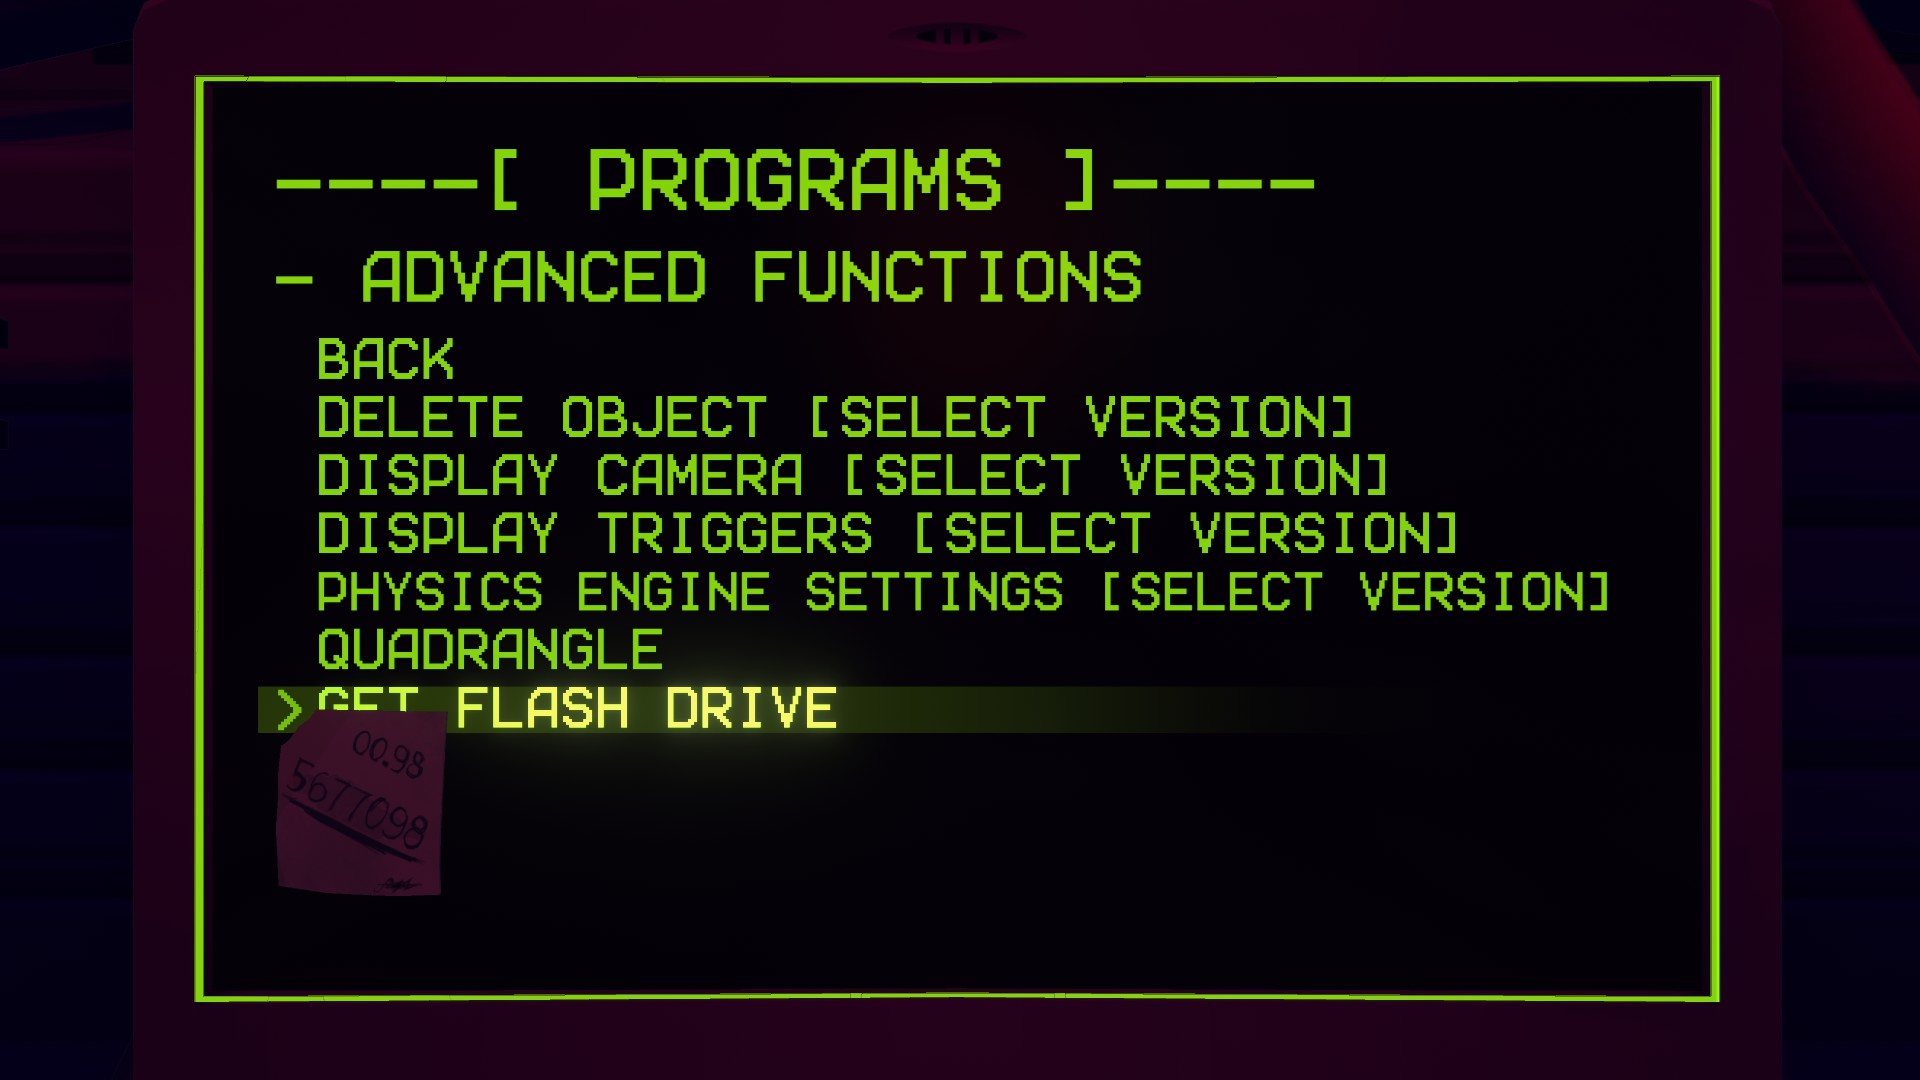 ----[ PROGRAMS ]----
- ADVANCED FUNCTIONS
BACK
DELETE OBJECT [SELECT VERSION]
DISPLAY CAMERA [SELECT VERSION]
DISPLAY TRIGGERS [SELECT VERSION]
PHYSICS ENGINE SETTINGS [SELECT VERSION]
QUADRANGLE
>GET FLASH DRIVE
00.98
5677098